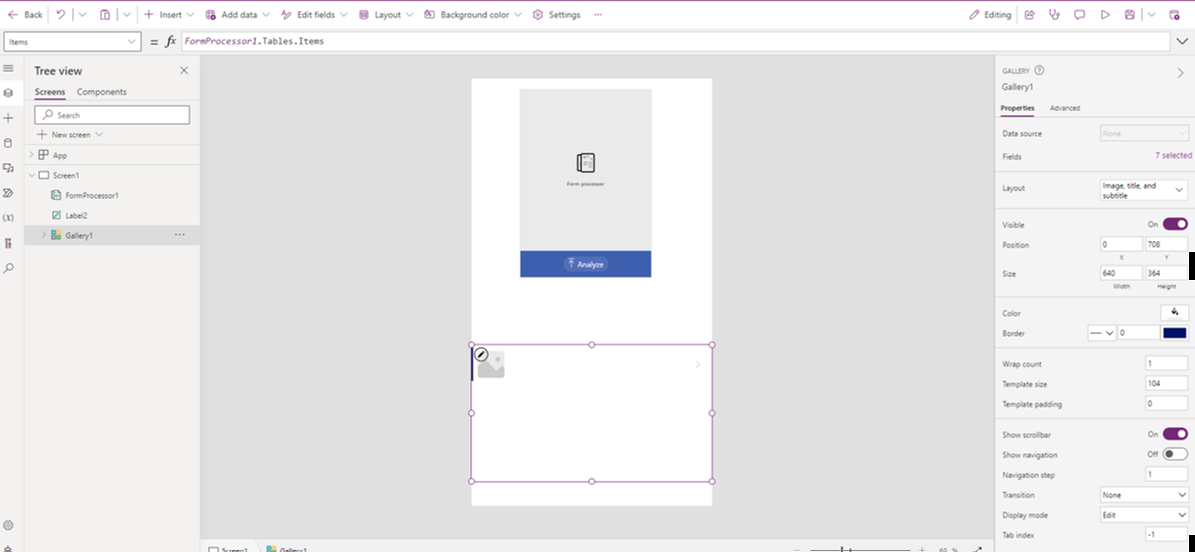 Back Insert Add data Edit fields Layout Background color Settings ... Editing
Items = fx FormProcessor1.Tables.Items
Tree view
Screens Components
Search
New screen
App
Screen1
FormProcessor1
Label2
Gallery1 ...
(x)
Form processor
Analyze
Screen1 Gallery1
GALLERY ?
Gallery1
Properties Advanced
Data source None
Fields 7 selected
Layout Image, title, and
subtitle
Visible On
Position 0 708
X Y
Size 640 364
Width Height
Color
Border 0
Wrap count 1
Template size 104
Template padding 0
Show scrollbar On
Show navigation Off
Navigation step 1
Transition None
Display mode Edit
Tab index -1